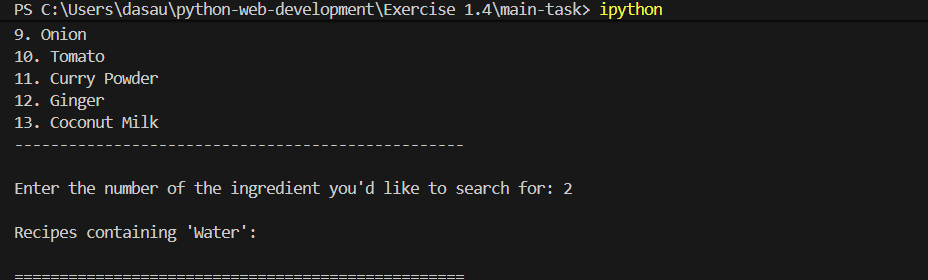 PS C:\Users\dasau\python-web-development\Exercise 1.4\main-task> ipython
9. Onion
10. Tomato
11. Curry Powder
12. Ginger
13. Coconut Milk
--------------------------------------------------
Enter the number of the ingredient you'd like to search for: 2
Recipes containing 'Water':
==================================================